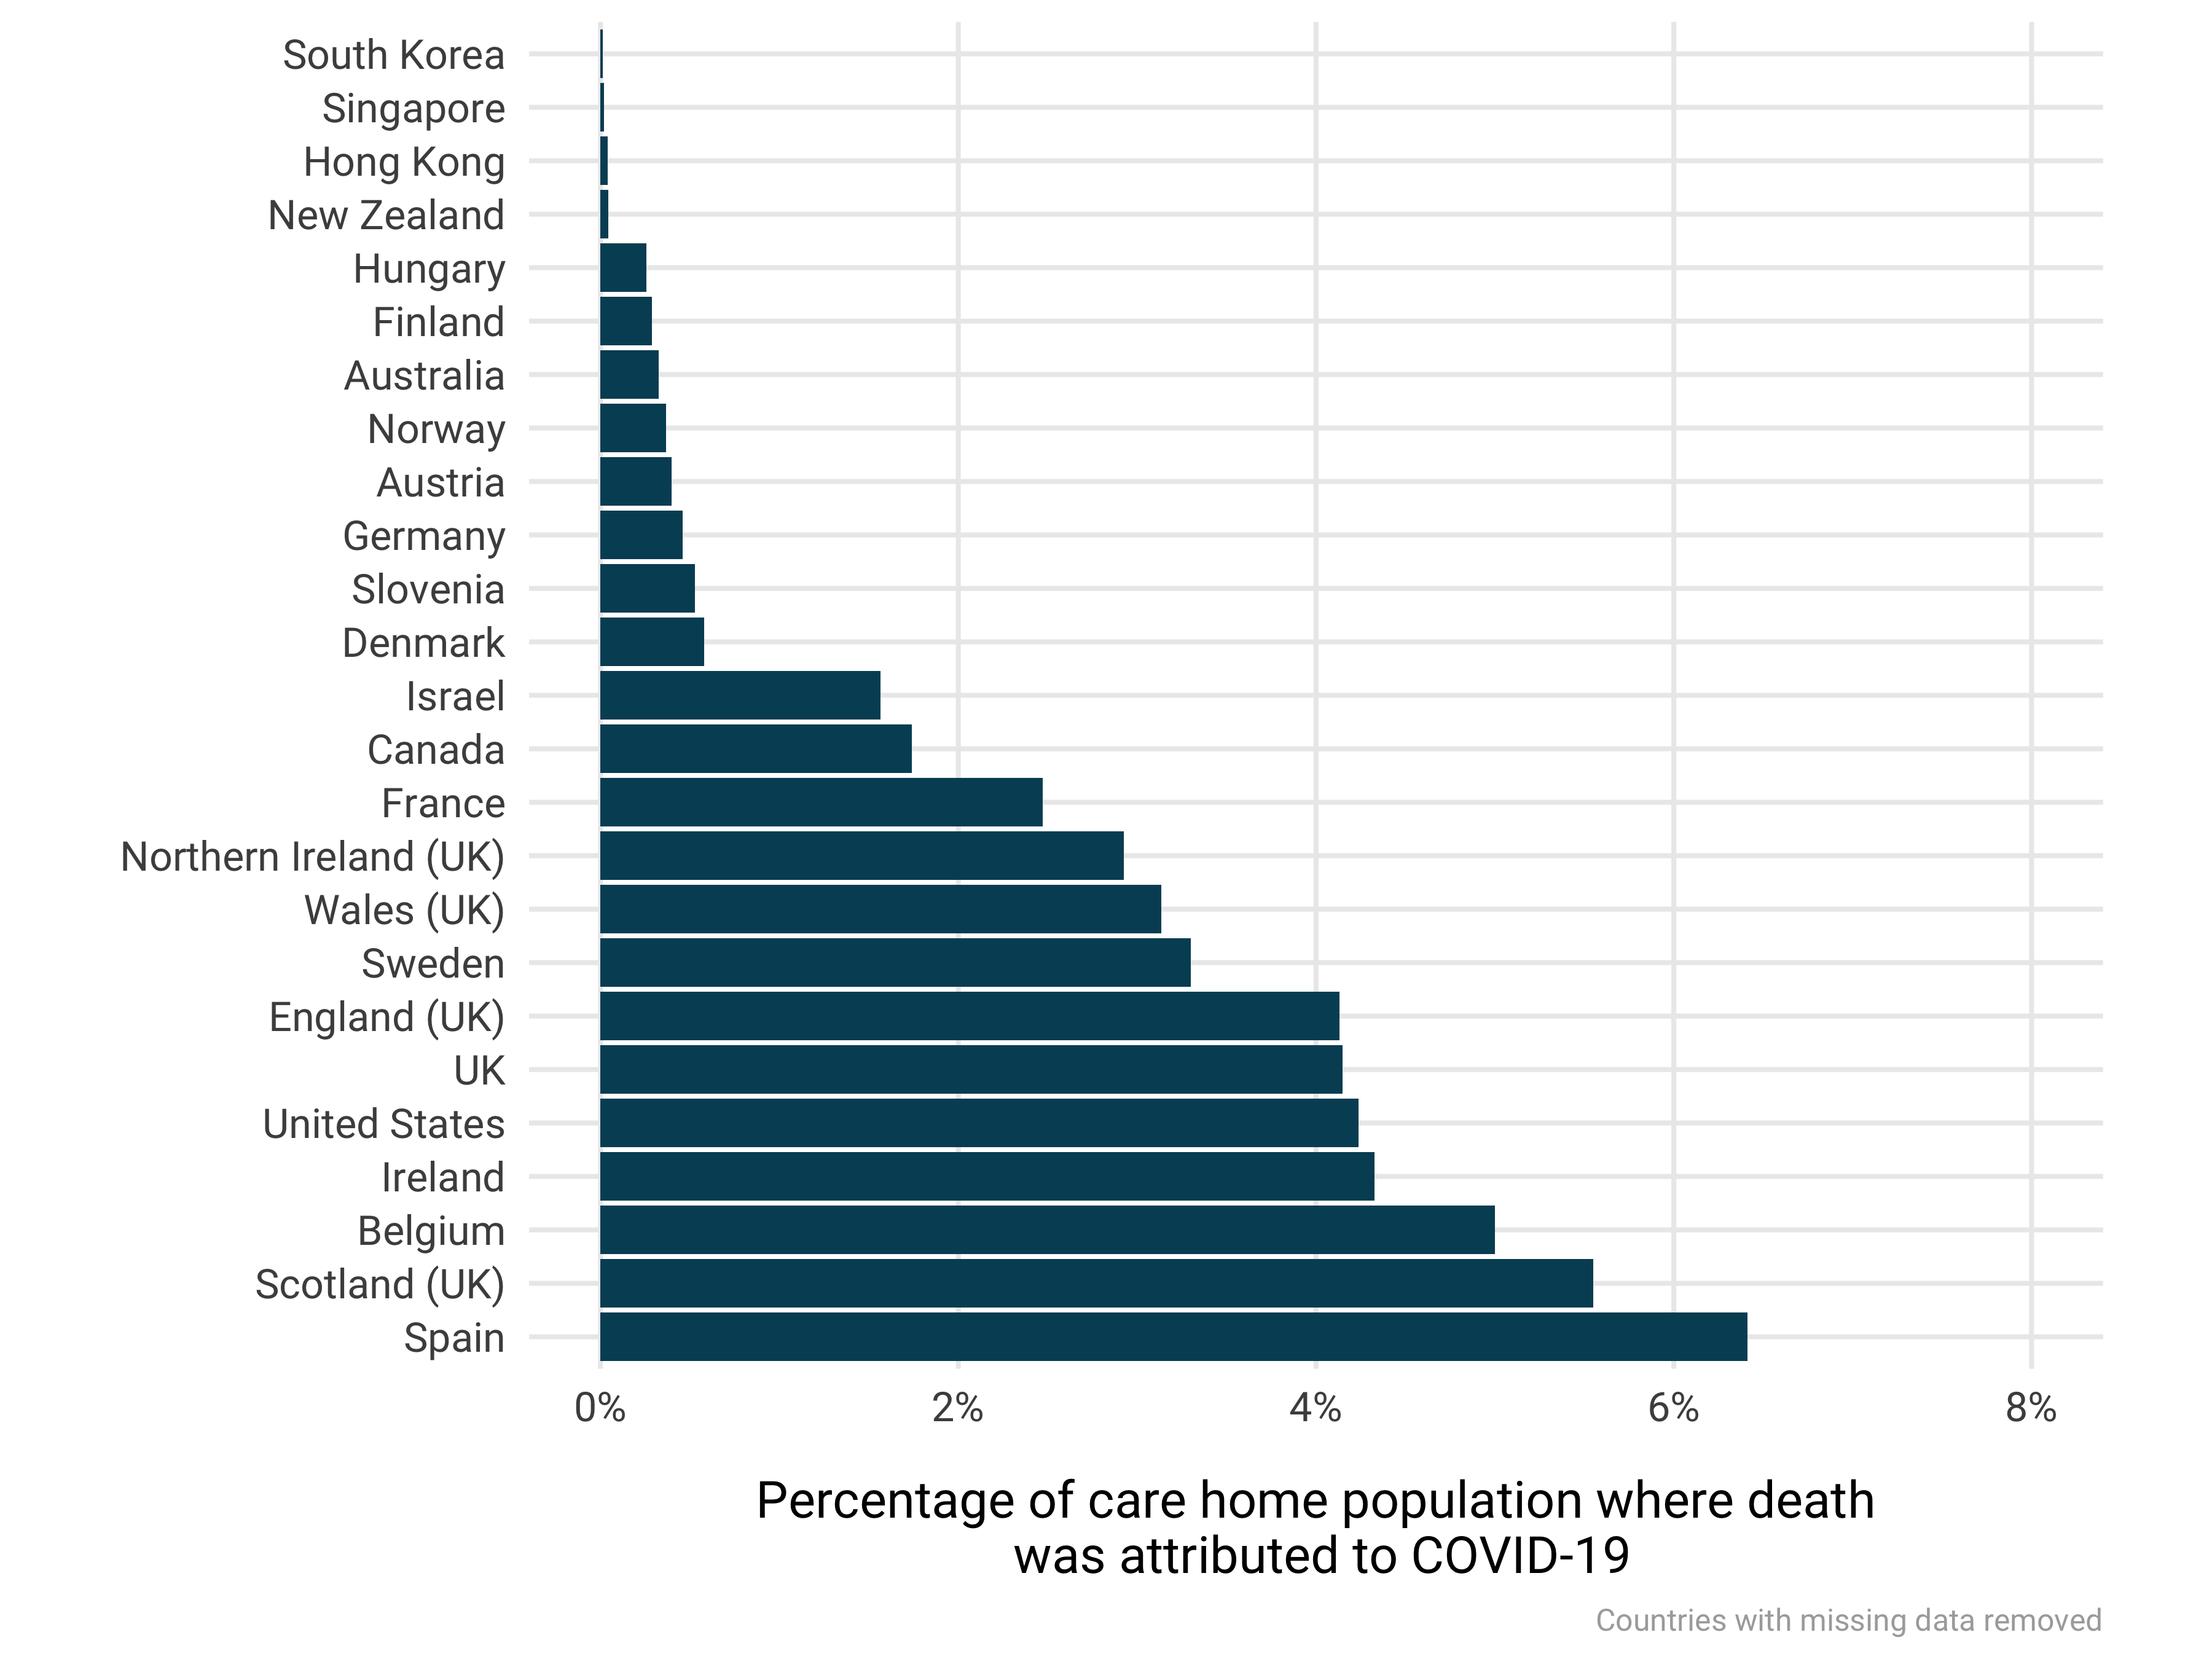 South Korea
Singapore
Hong Kong
New Zealand
Hungary
Finland
Australia
Norway
Austria
Germany
Slovenia
Denmark
Israel
Canada
France
Northern Ireland (UK)
Wales (UK)
Sweden
England (UK)
UK
United States
Ireland
Belgium
Scotland (UK)
Spain
0% 2% 4% 6% 8%
Percentage of care home population where death
was attributed to COVID-19
Countries with missing data removed